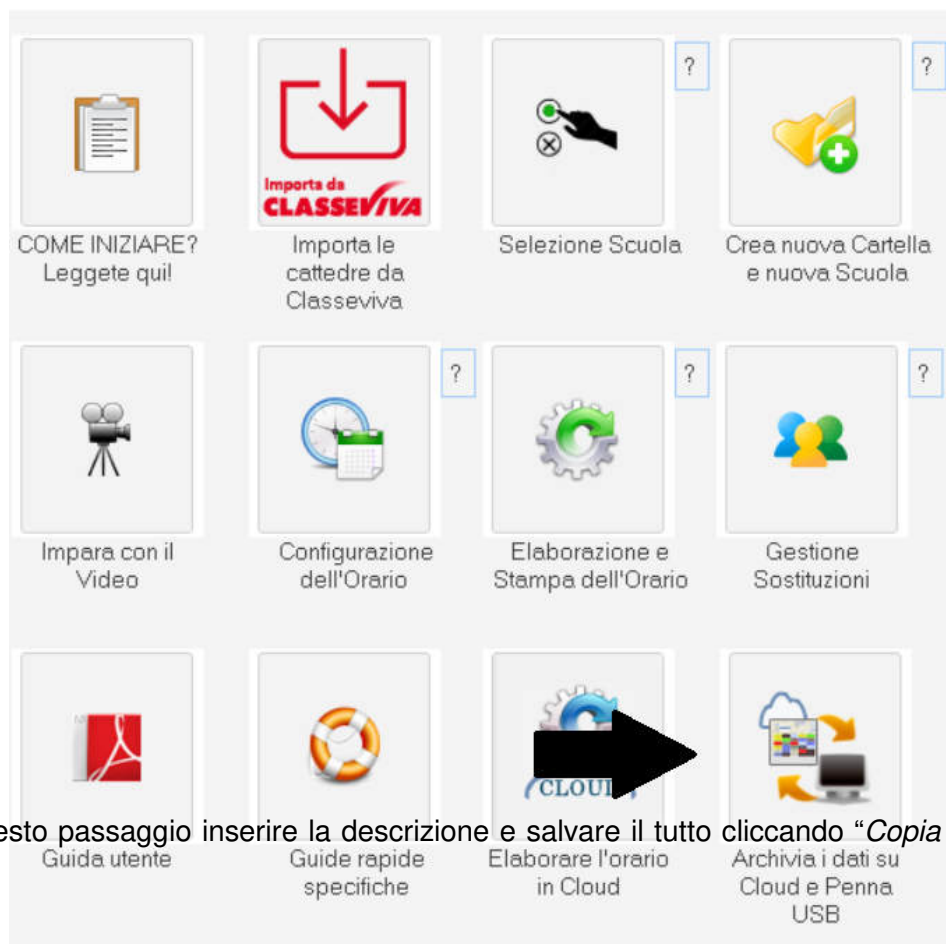 ?
?
Importa da
CLASSEVIVA
COME INIZIARE?
Leggete qui!
Importa le
cattedre da
Classeviva
Selezione Scuola
Crea nuova Cartella
e nuova Scuola
?
?
?
Impara con il
Video
Configurazione
dell'Orario
Elaborazione e
Stampa dell'Orario
Gestione
Sostituzioni
CLOUD
esto passaggio inserire la descrizione e salvare il tutto cliccando “Copia
Guida utente
Guide rapide
specifiche
Elaborare l'orario
in Cloud
Archivia i dati su
Cloud e Penna
USB